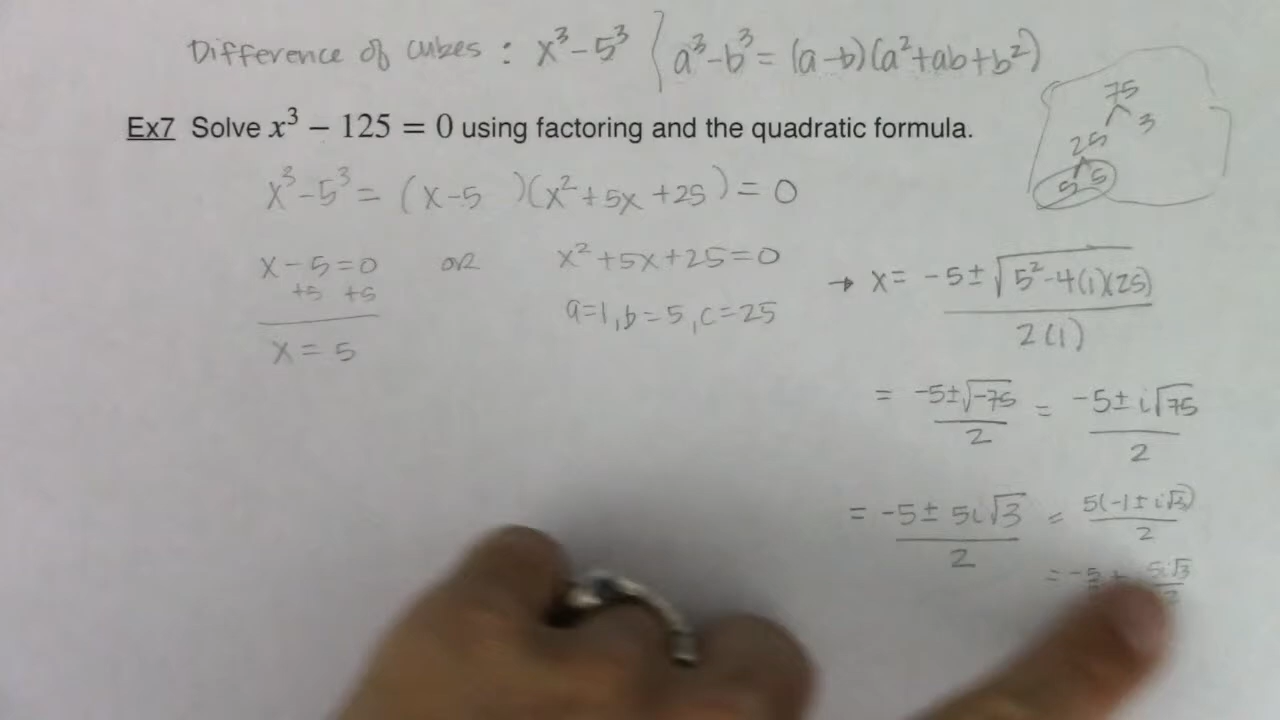 Difference of cubes : x³ – 5³ { a³ – b³ = (a – b)(a² + ab + b²)
75
25 3
5 5
Ex7 Solve x³ − 125 = 0 using factoring and the quadratic formula.
x³ – 5³ = (x – 5 )(x² + 5x + 25) = 0
x – 5 = 0 OR x² + 5x + 25 = 0
+5 +5
x = 5
a=1, b=5, c=25
→ x = -5 ± √(5² - 4(1)(25)) / 2(1)
= -5 ± √-75 / 2 = -5 ± i√75 / 2
= -5 ± 5i√3 / 2 = 5(-1 ± i√3) / 2
= -5 5i√3